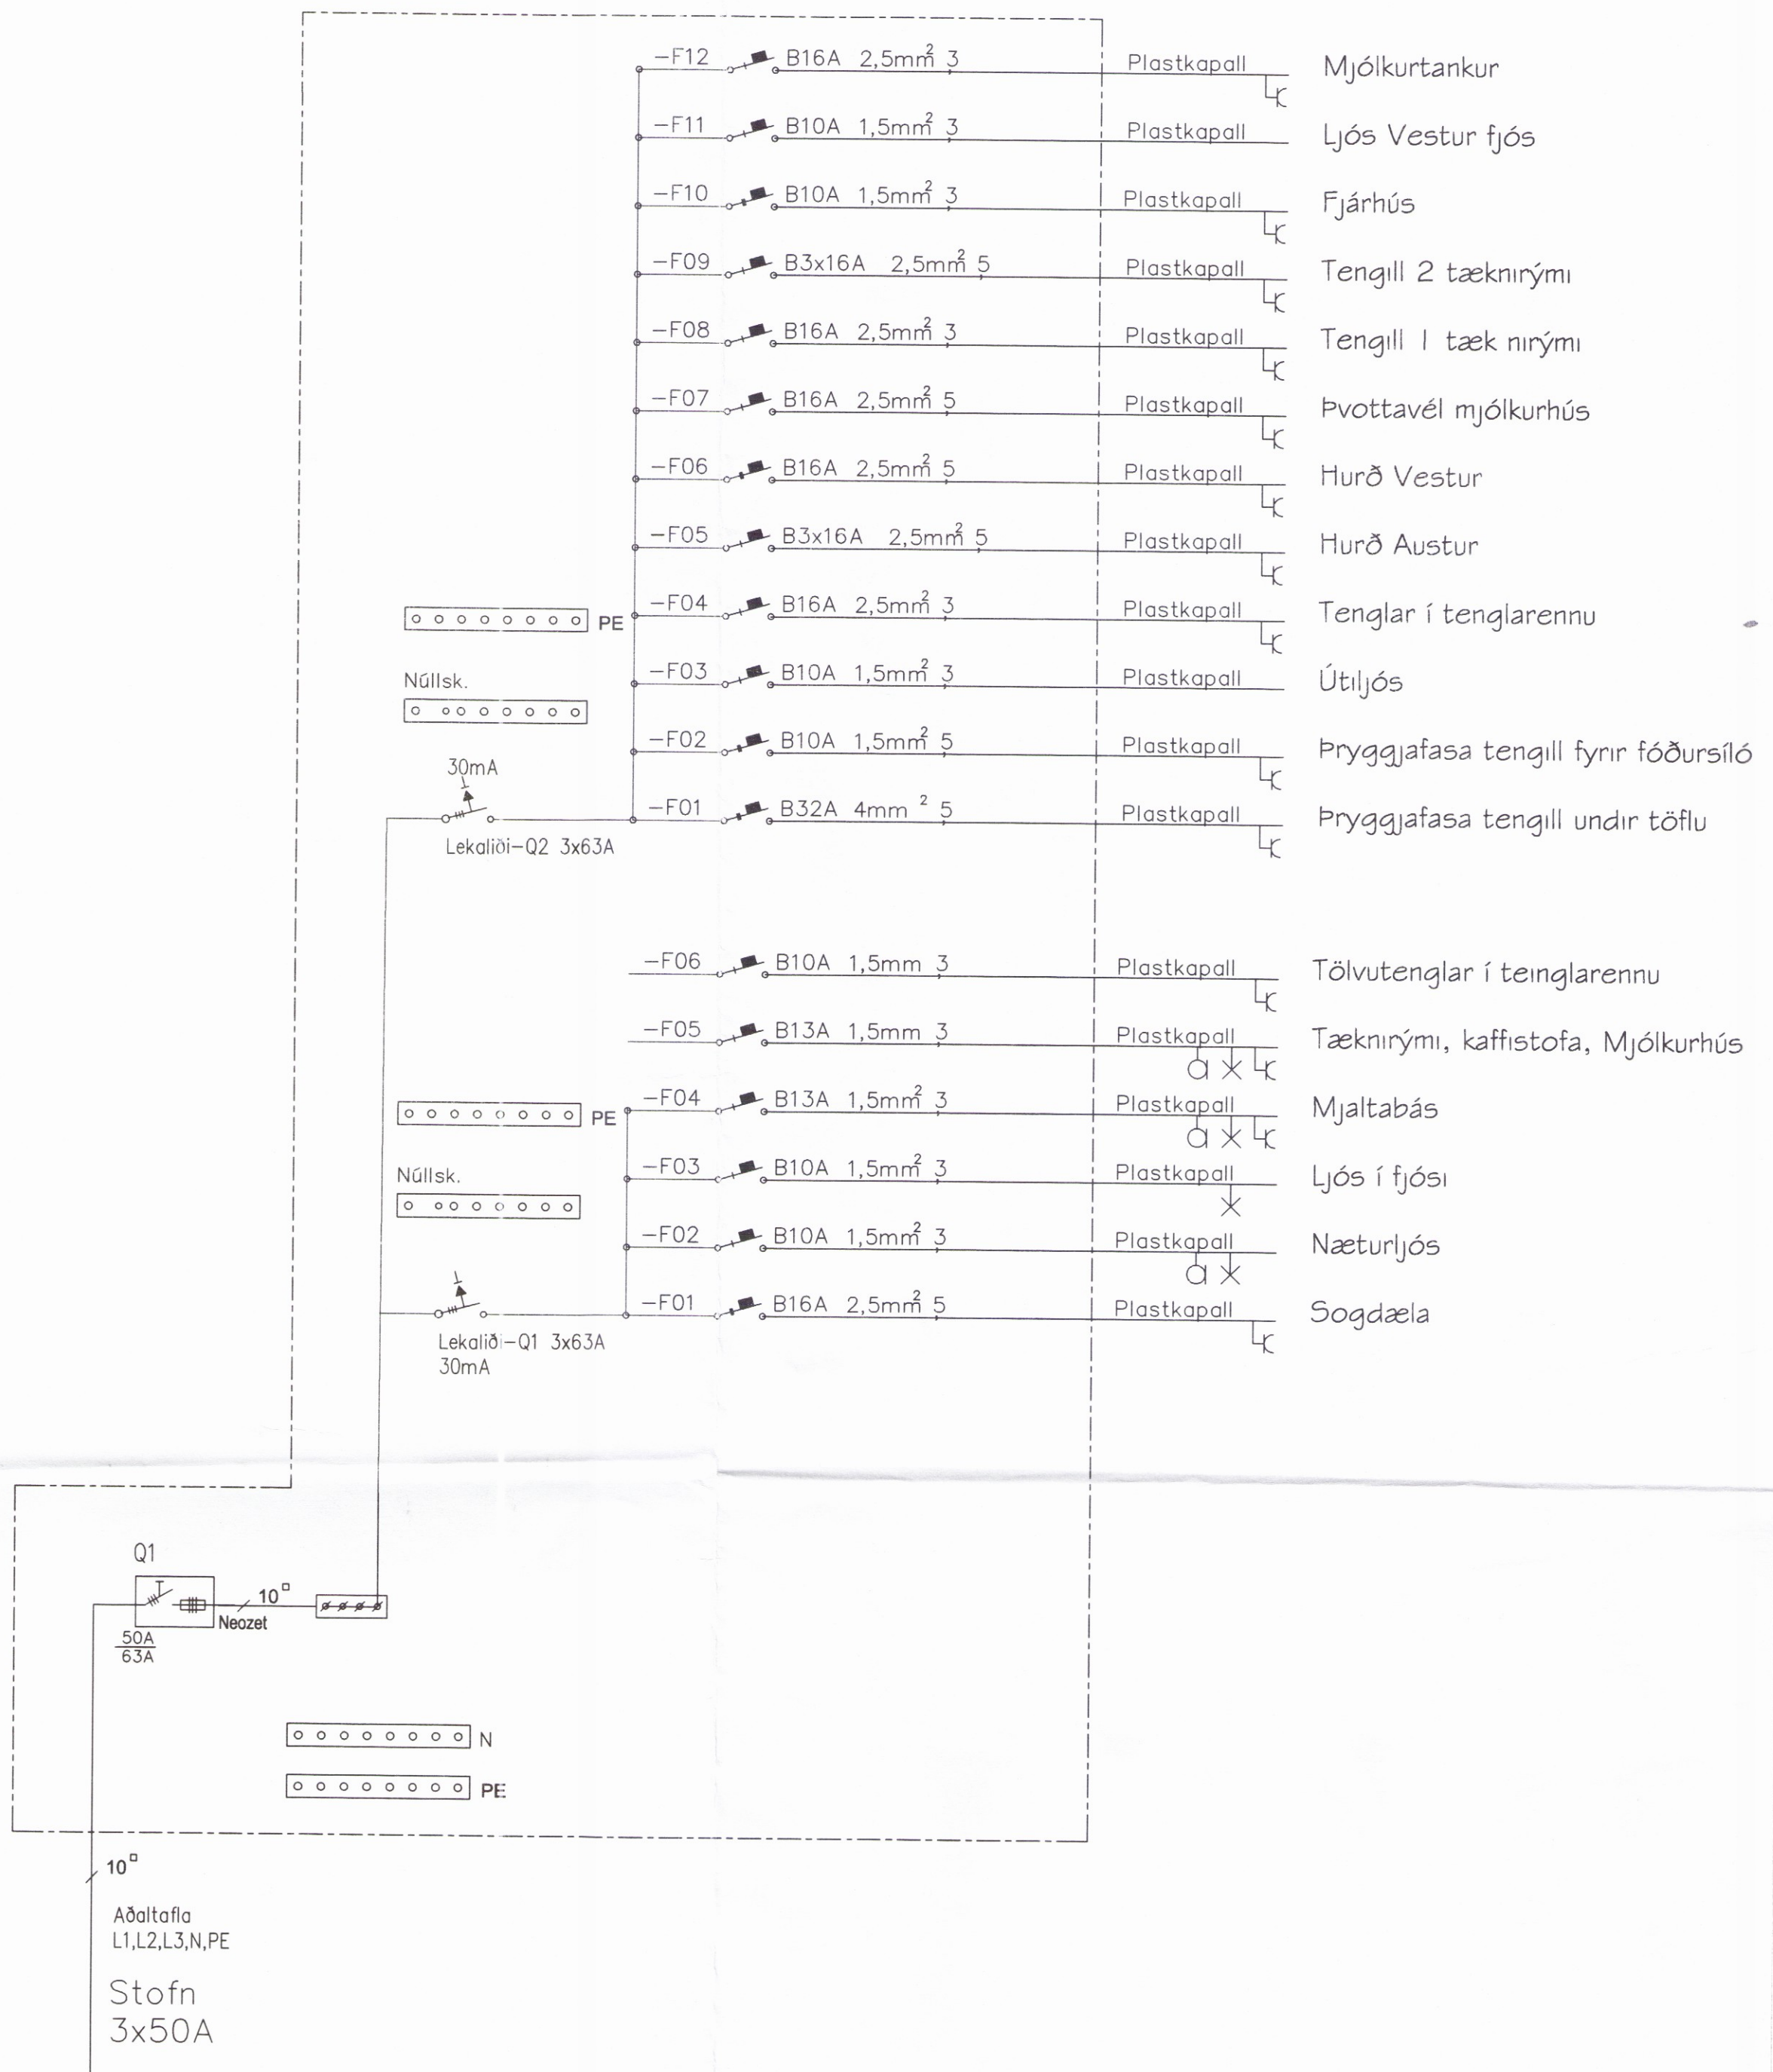 -F12 B16A 2,5mm² 3 Plastkapall Mjólkurtankur
-F11 B10A 1,5mm² 3 Plastkapall Ljós Vestur fjós
-F10 B10A 1,5mm² 3 Plastkapall Fjárhús
-F09 B3x16A 2,5mm² 5 Plastkapall Tengill 2 tæknirými
-F08 B16A 2,5mm² 3 Plastkapall Tengill 1 tæk nirými
-F07 B16A 2,5mm² 5 Plastkapall Þvottavél mjólkurhús
-F06 B16A 2,5mm² 5 Plastkapall Hurð Vestur
-F05 B3x16A 2,5mm² 5 Plastkapall Hurð Austur
-F04 B16A 2,5mm² 3 Plastkapall Tenglar í tenglarennu
PE
-F03 B10A 1,5mm² 3 Plastkapall Útiljós
Núllsk.
-F02 B10A 1,5mm² 5 Plastkapall Þryggjafasa tengill fyrir fóðursíló
30mA
-F01 B32A 4mm ² 5 Plastkapall Þryggjafasa tengill undir töflu
Lekaliði-Q2 3x63A
-F06 B10A 1,5mm 3 Plastkapall Tölvutenglar í teinglarennu
-F05 B13A 1,5mm 3 Plastkapall Tæknirými, kaffistofa, Mjólkurhús
-F04 B13A 1,5mm² 3 Plastkapall Mjaltabás
PE
-F03 B10A 1,5mm² 3 Plastkapall Ljós í fjósi
Núllsk.
-F02 B10A 1,5mm² 3 Plastkapall Næturljós
-F01 B16A 2,5mm² 5 Plastkapall Sogdæla
Lekaliði-Q1 3x63A
30mA
Q1
10□
Neozet
50A
63A
N
PE
10□
Aðaltafla
L1,L2,L3,N,PE
Stofn
3x50A